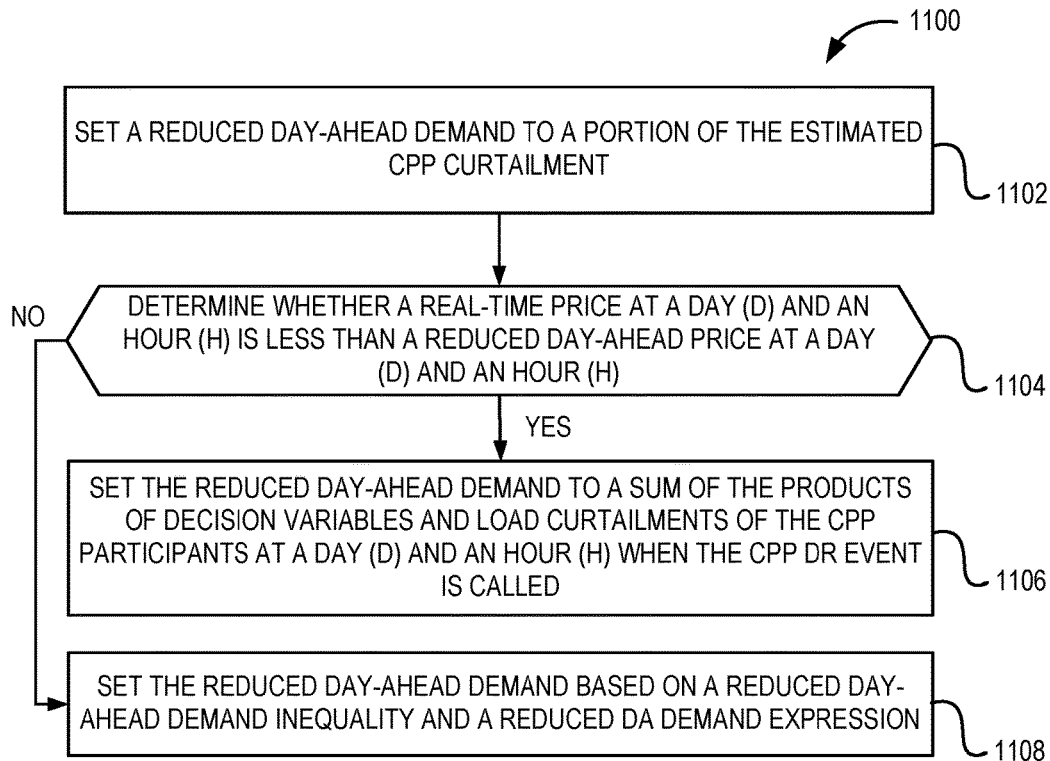 1100
SET A REDUCED DAY-AHEAD DEMAND TO A PORTION OF THE ESTIMATED
CPP CURTAILMENT
1102
NO
DETERMINE WHETHER A REAL-TIME PRICE AT A DAY (D) AND AN
HOUR (H) IS LESS THAN A REDUCED DAY-AHEAD PRICE AT A DAY
(D) AND AN HOUR (H)
1104
YES
SET THE REDUCED DAY-AHEAD DEMAND TO A SUM OF THE PRODUCTS
OF DECISION VARIABLES AND LOAD CURTAILMENTS OF THE CPP
PARTICIPANTS AT A DAY (D) AND AN HOUR (H) WHEN THE CPP DR EVENT
IS CALLED
1106
SET THE REDUCED DAY-AHEAD DEMAND BASED ON A REDUCED DAY-
AHEAD DEMAND INEQUALITY AND A REDUCED DA DEMAND EXPRESSION
1108